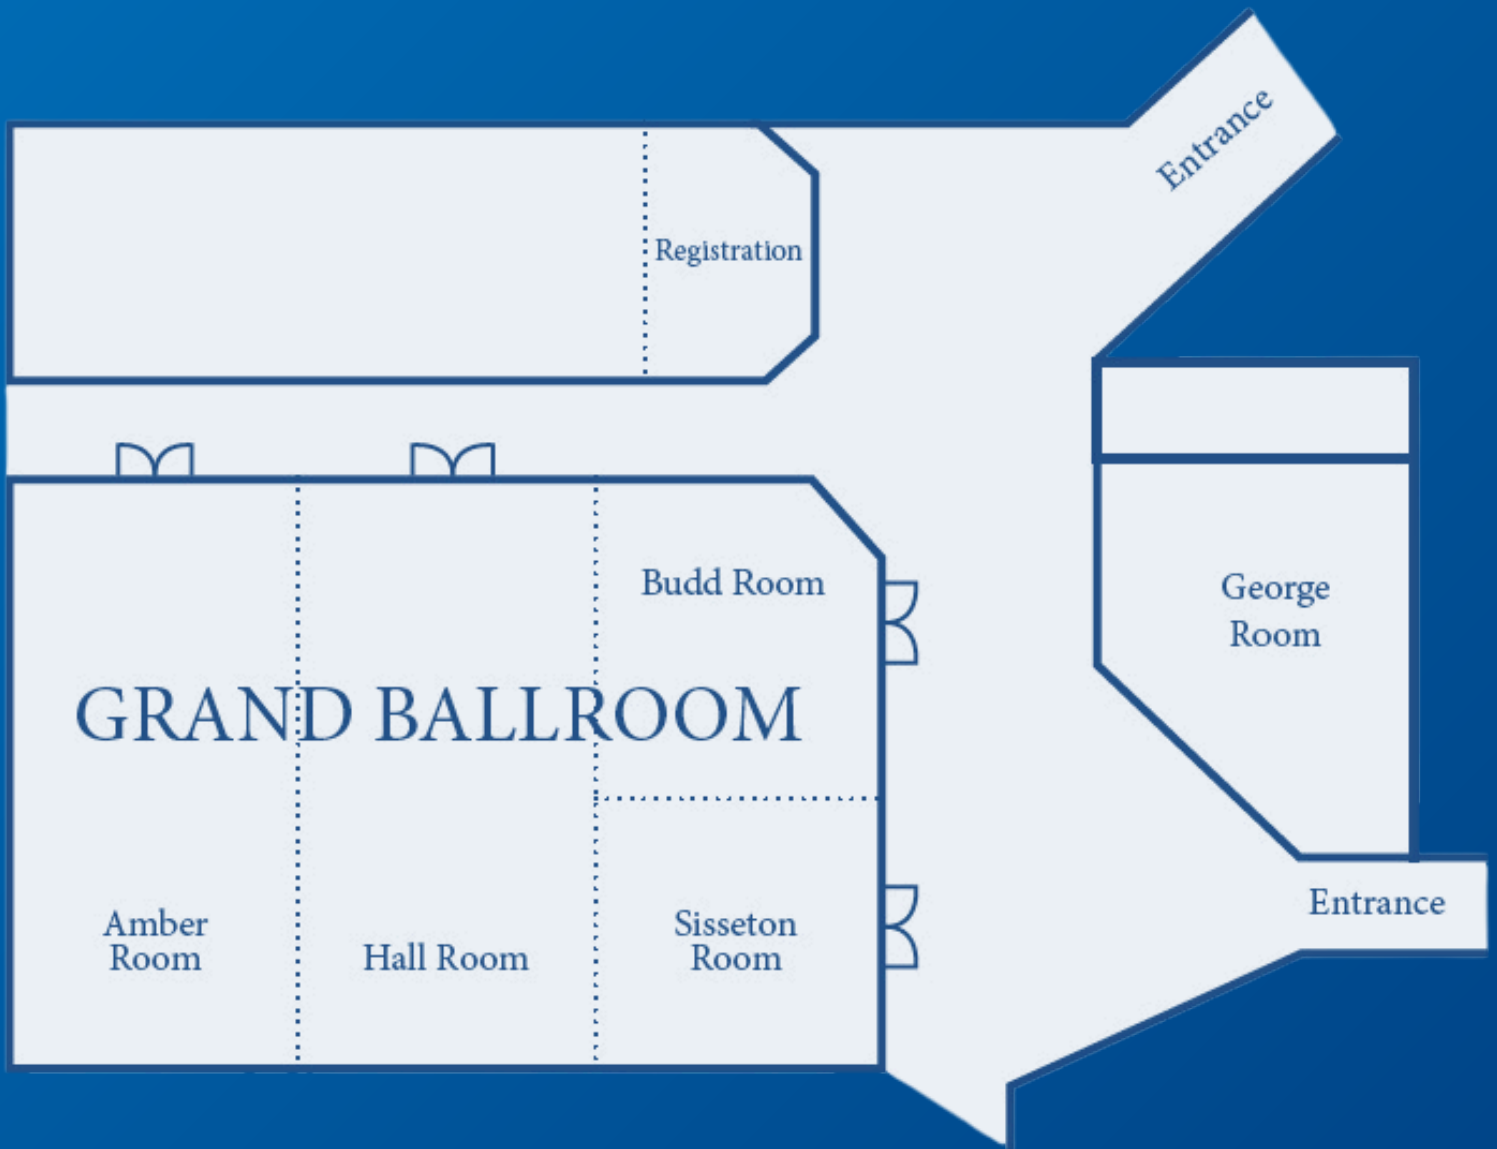 Entrance
Registration
Budd Room
George
Room
GRAND BALLROOM
Entrance
Amber
Room
Hall Room
Sisseton
Room